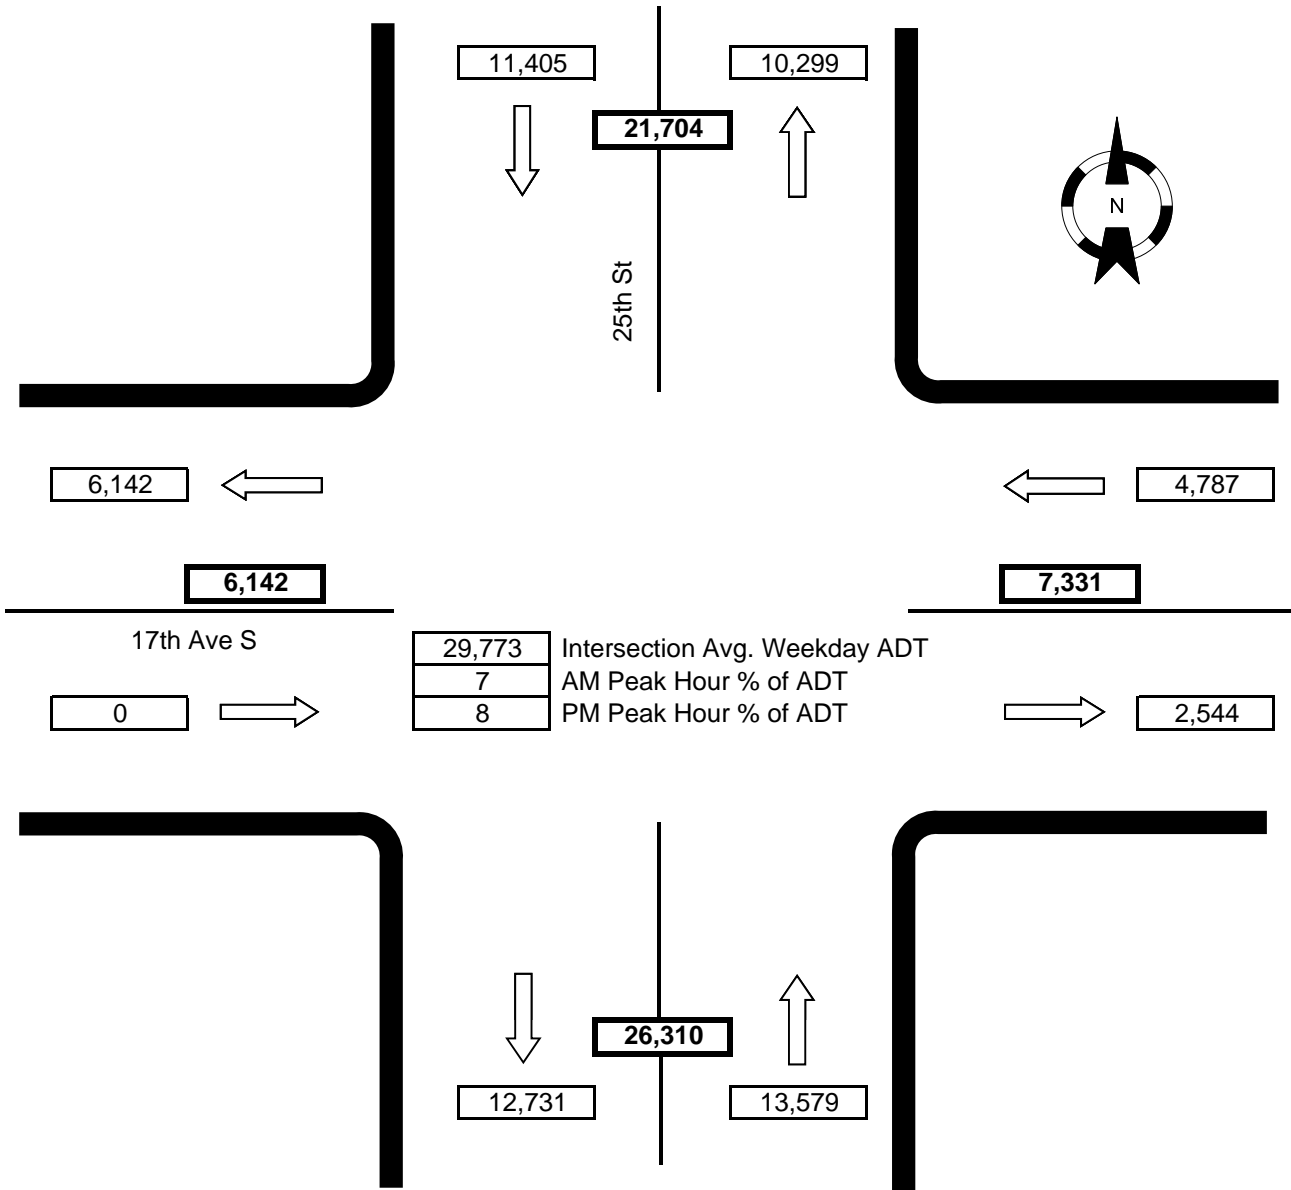 11,405
10,299
21,704
N
25th St
6,142
4,787
6,142
7,331
17th Ave S
29,773 Intersection Avg. Weekday ADT
7 AM Peak Hour % of ADT
8 PM Peak Hour % of ADT
0
2,544
26,310
12,731
13,579